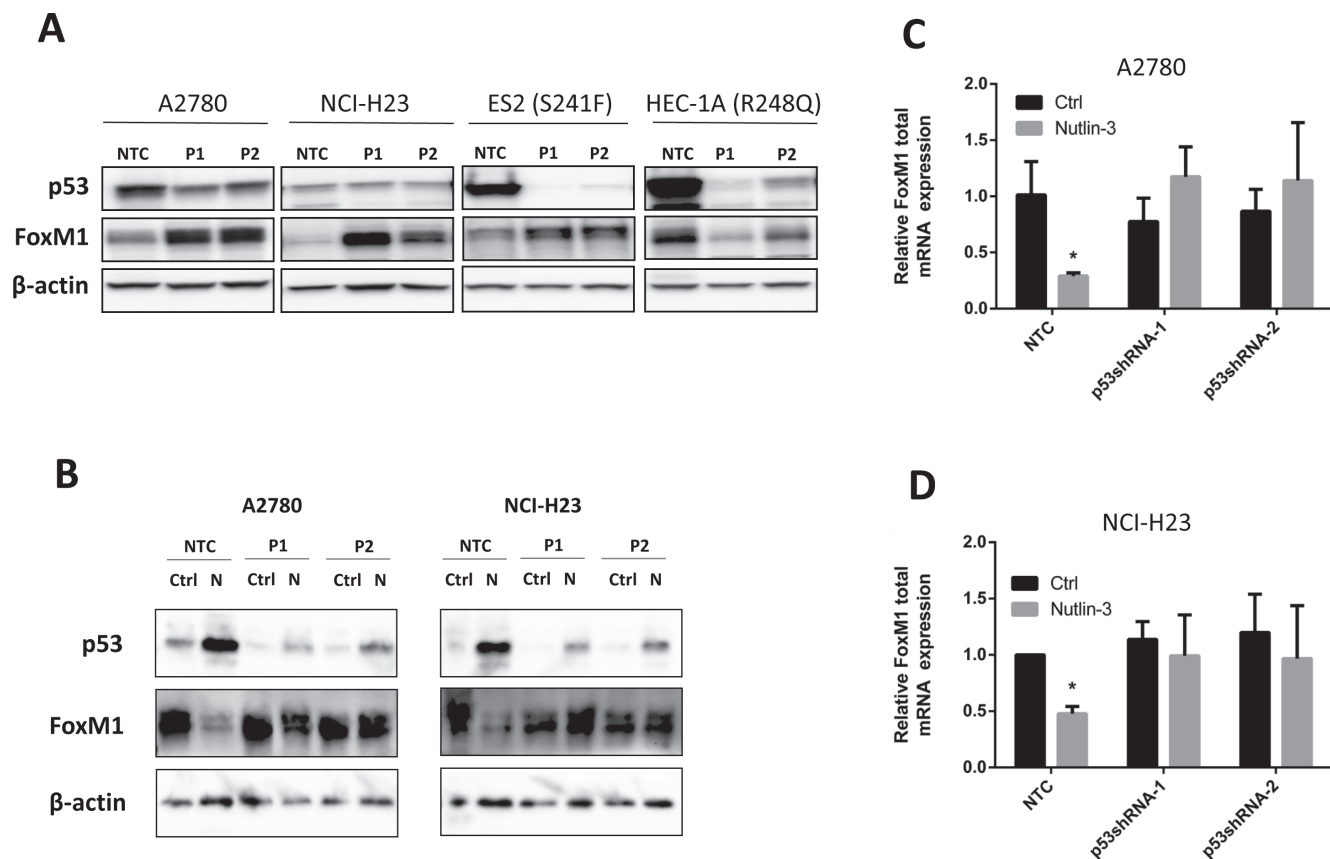 A
A2780 NCI-H23 ES2 (S241F) HEC-1A (R248Q)
NTC P1 P2 NTC P1 P2 NTC P1 P2 NTC P1 P2
p53
FoxM1
β-actin
B
A2780 NCI-H23
NTC P1 P2 NTC P1 P2
Ctrl N Ctrl N Ctrl N Ctrl N Ctrl N Ctrl N
p53
FoxM1
β-actin
C
A2780
Relative FoxM1 total
mRNA expression
2.0
1.5
1.0
0.5
0.0
Ctrl
Nutlin-3
*
NTC
p53shRNA-1
p53shRNA-2
D
NCI-H23
Relative FoxM1 total
mRNA expression
2.0
1.5
1.0
0.5
0.0
Ctrl
Nutlin-3
*
NTC
p53shRNA-1
p53shRNA-2